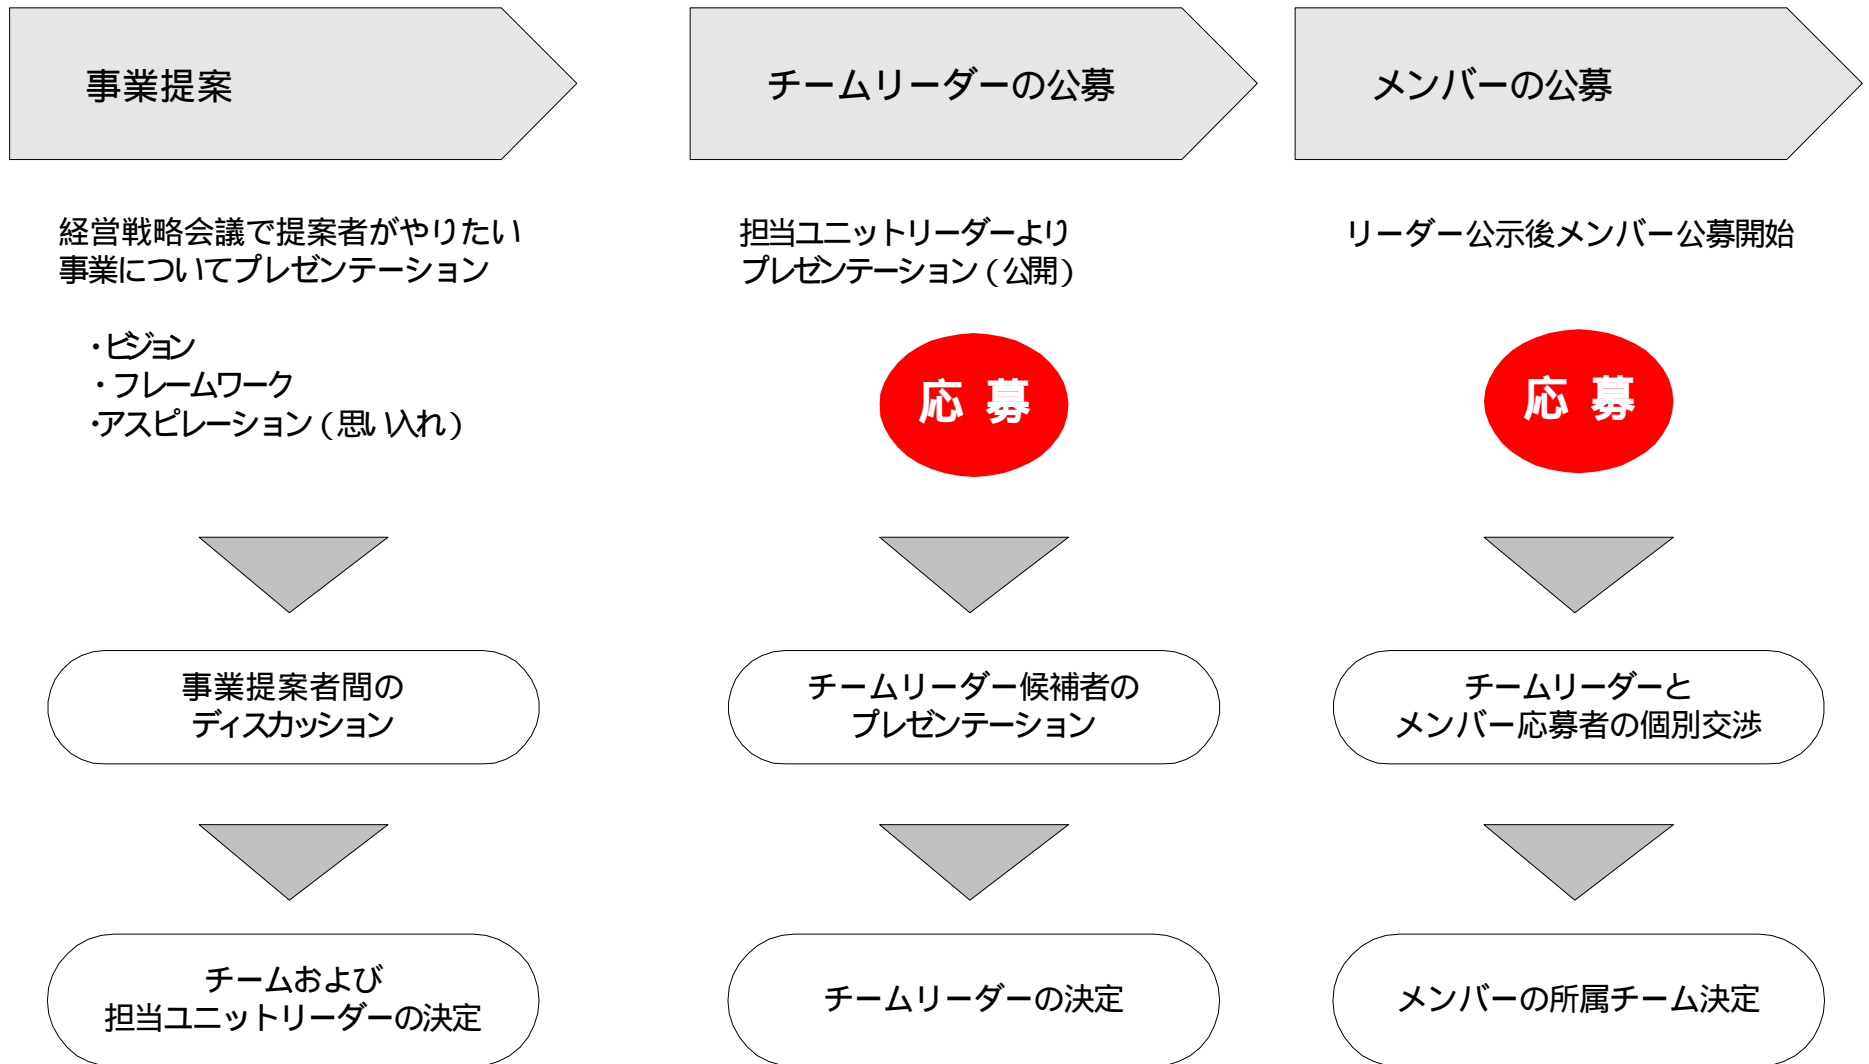 事業提案
経営戦略会議で提案者がやりたい
事業についてプレゼンテーション
・ビジョン
・フレームワーク
・アスピレーション(思い入れ)
事業提案者間の
ディスカッション
チームおよび
担当ユニットリーダーの決定
チームリーダーの公募
担当ユニットリーダーより
プレゼンテーション(公開)
応 募
チームリーダー候補者の
プレゼンテーション
チームリーダーの決定
メンバーの公募
リーダー公示後メンバー公募開始
応 募
チームリーダーと
メンバー応募者の個別交渉
メンバーの所属チーム決定